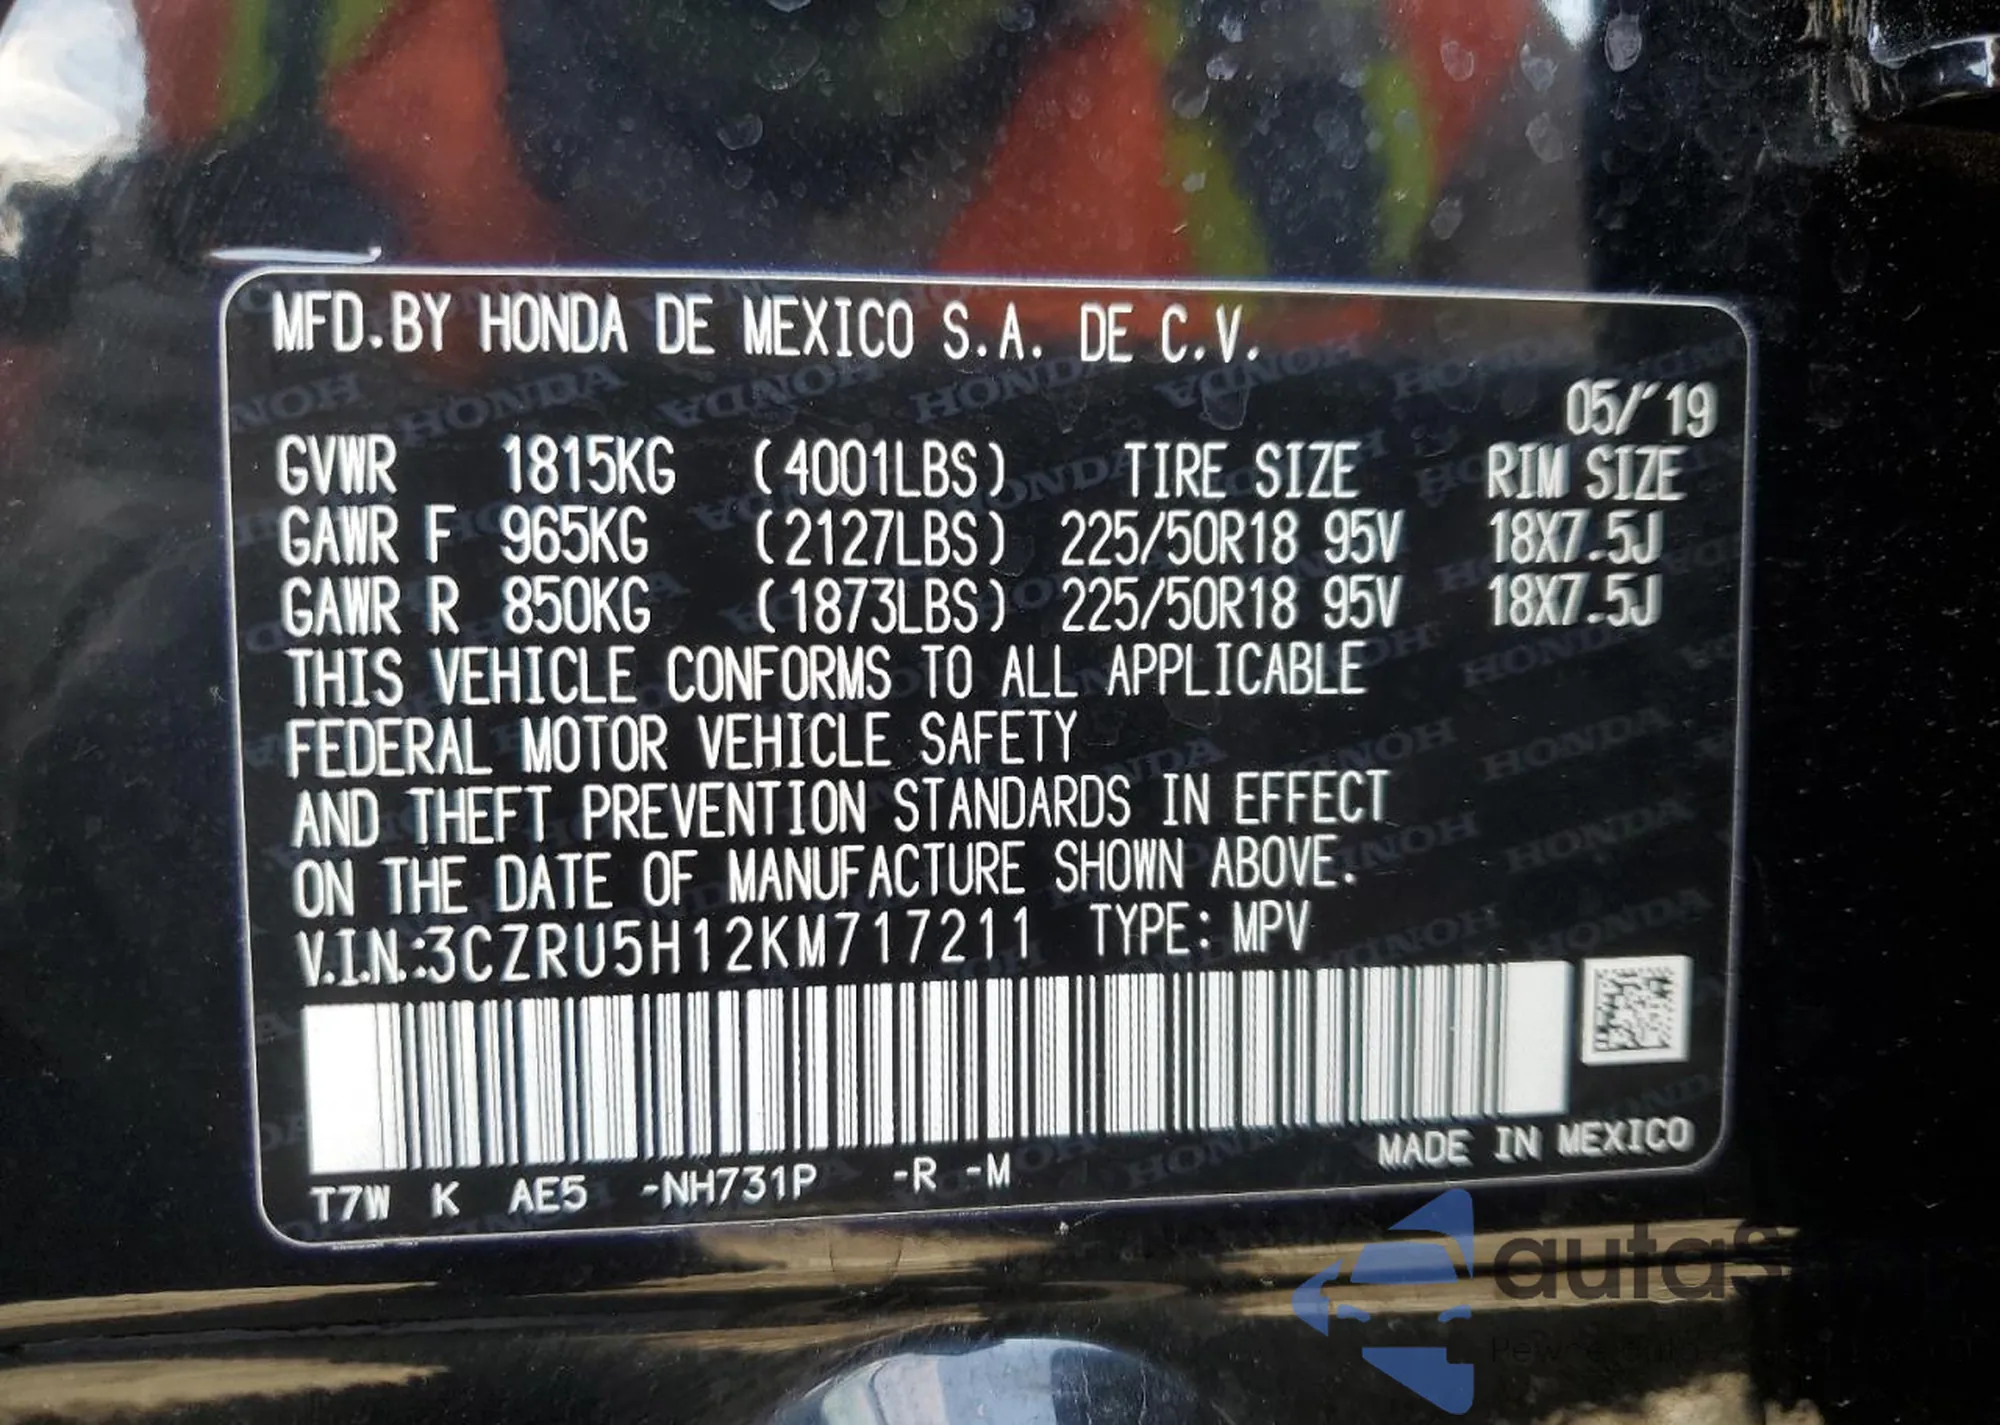 MFD.BY HONDA DE MEXICO S.A. DE C.V.
05/'19
GVWR 1815KG (4001LBS) TIRE SIZE RIM SIZE
GAWR F 965KG (2127LBS) 225/50R18 95V 18X7.5J
GAWR R 850KG (1873LBS) 225/50R18 95V 18X7.5J
THIS VEHICLE CONFORMS TO ALL APPLICABLE
FEDERAL MOTOR VEHICLE SAFETY
AND THEFT PREVENTION STANDARDS IN EFFECT
ON THE DATE OF MANUFACTURE SHOWN ABOVE.
V.I.N.:3CZRU5H12KM717211 TYPE: MPV
MADE IN MEXICO
T7W K AE5 -NH731P -R -M